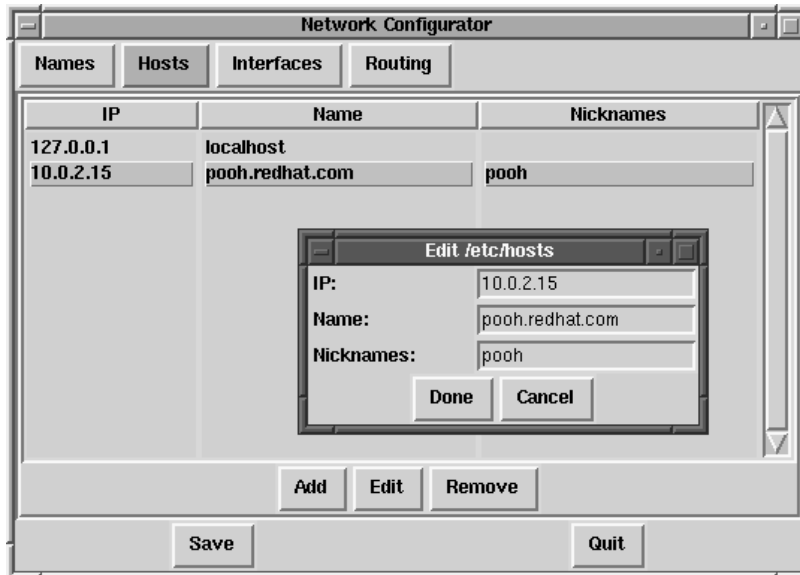 Network Configurator
Names Hosts Interfaces Routing
IP Name Nicknames
127.0.0.1 localhost
10.0.2.15 pooh.redhat.com pooh
Edit /etc/hosts
IP: 10.0.2.15
Name: pooh.redhat.com
Nicknames: pooh
Done Cancel
Add Edit Remove
Save Quit